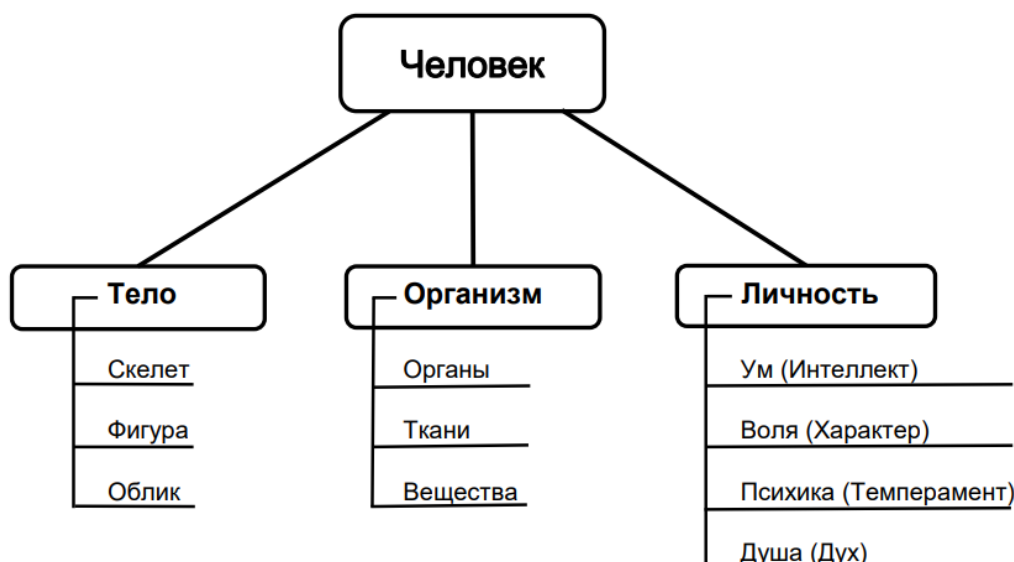 Человек
Тело
Скелет
Фигура
Облик
Организм
Органы
Ткани
Вещества
Личность
Ум (Интеллект)
Воля (Характер)
Психика (Темперамент)
Душа (Дух)